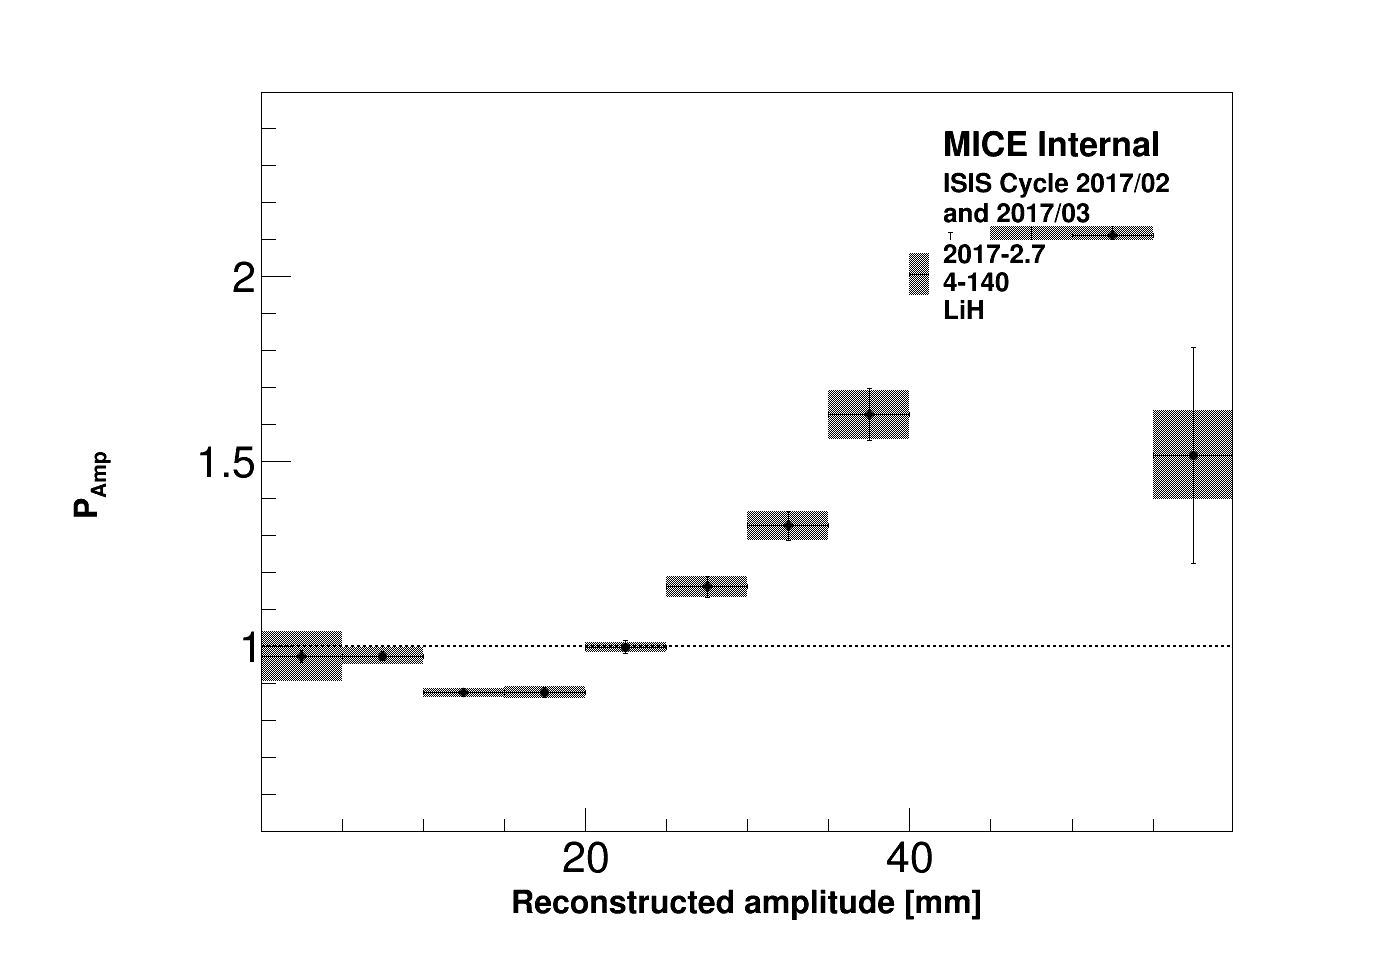 MICE Internal
ISIS Cycle 2017/02
and 2017/03
2017-2.7
4-140
LiH
2
1.5
1
P_Amp
20
40
Reconstructed amplitude [mm]